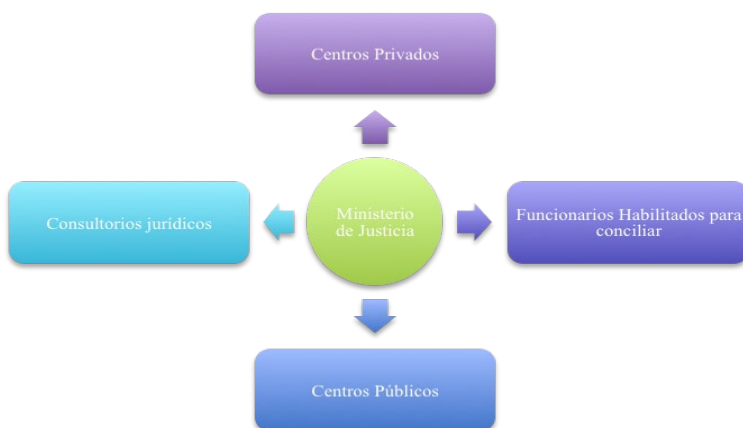 Centros Privados
Consultorios jurídicos
Ministerio
de Justicia
Funcionarios Habilitados para
conciliar
Centros Públicos